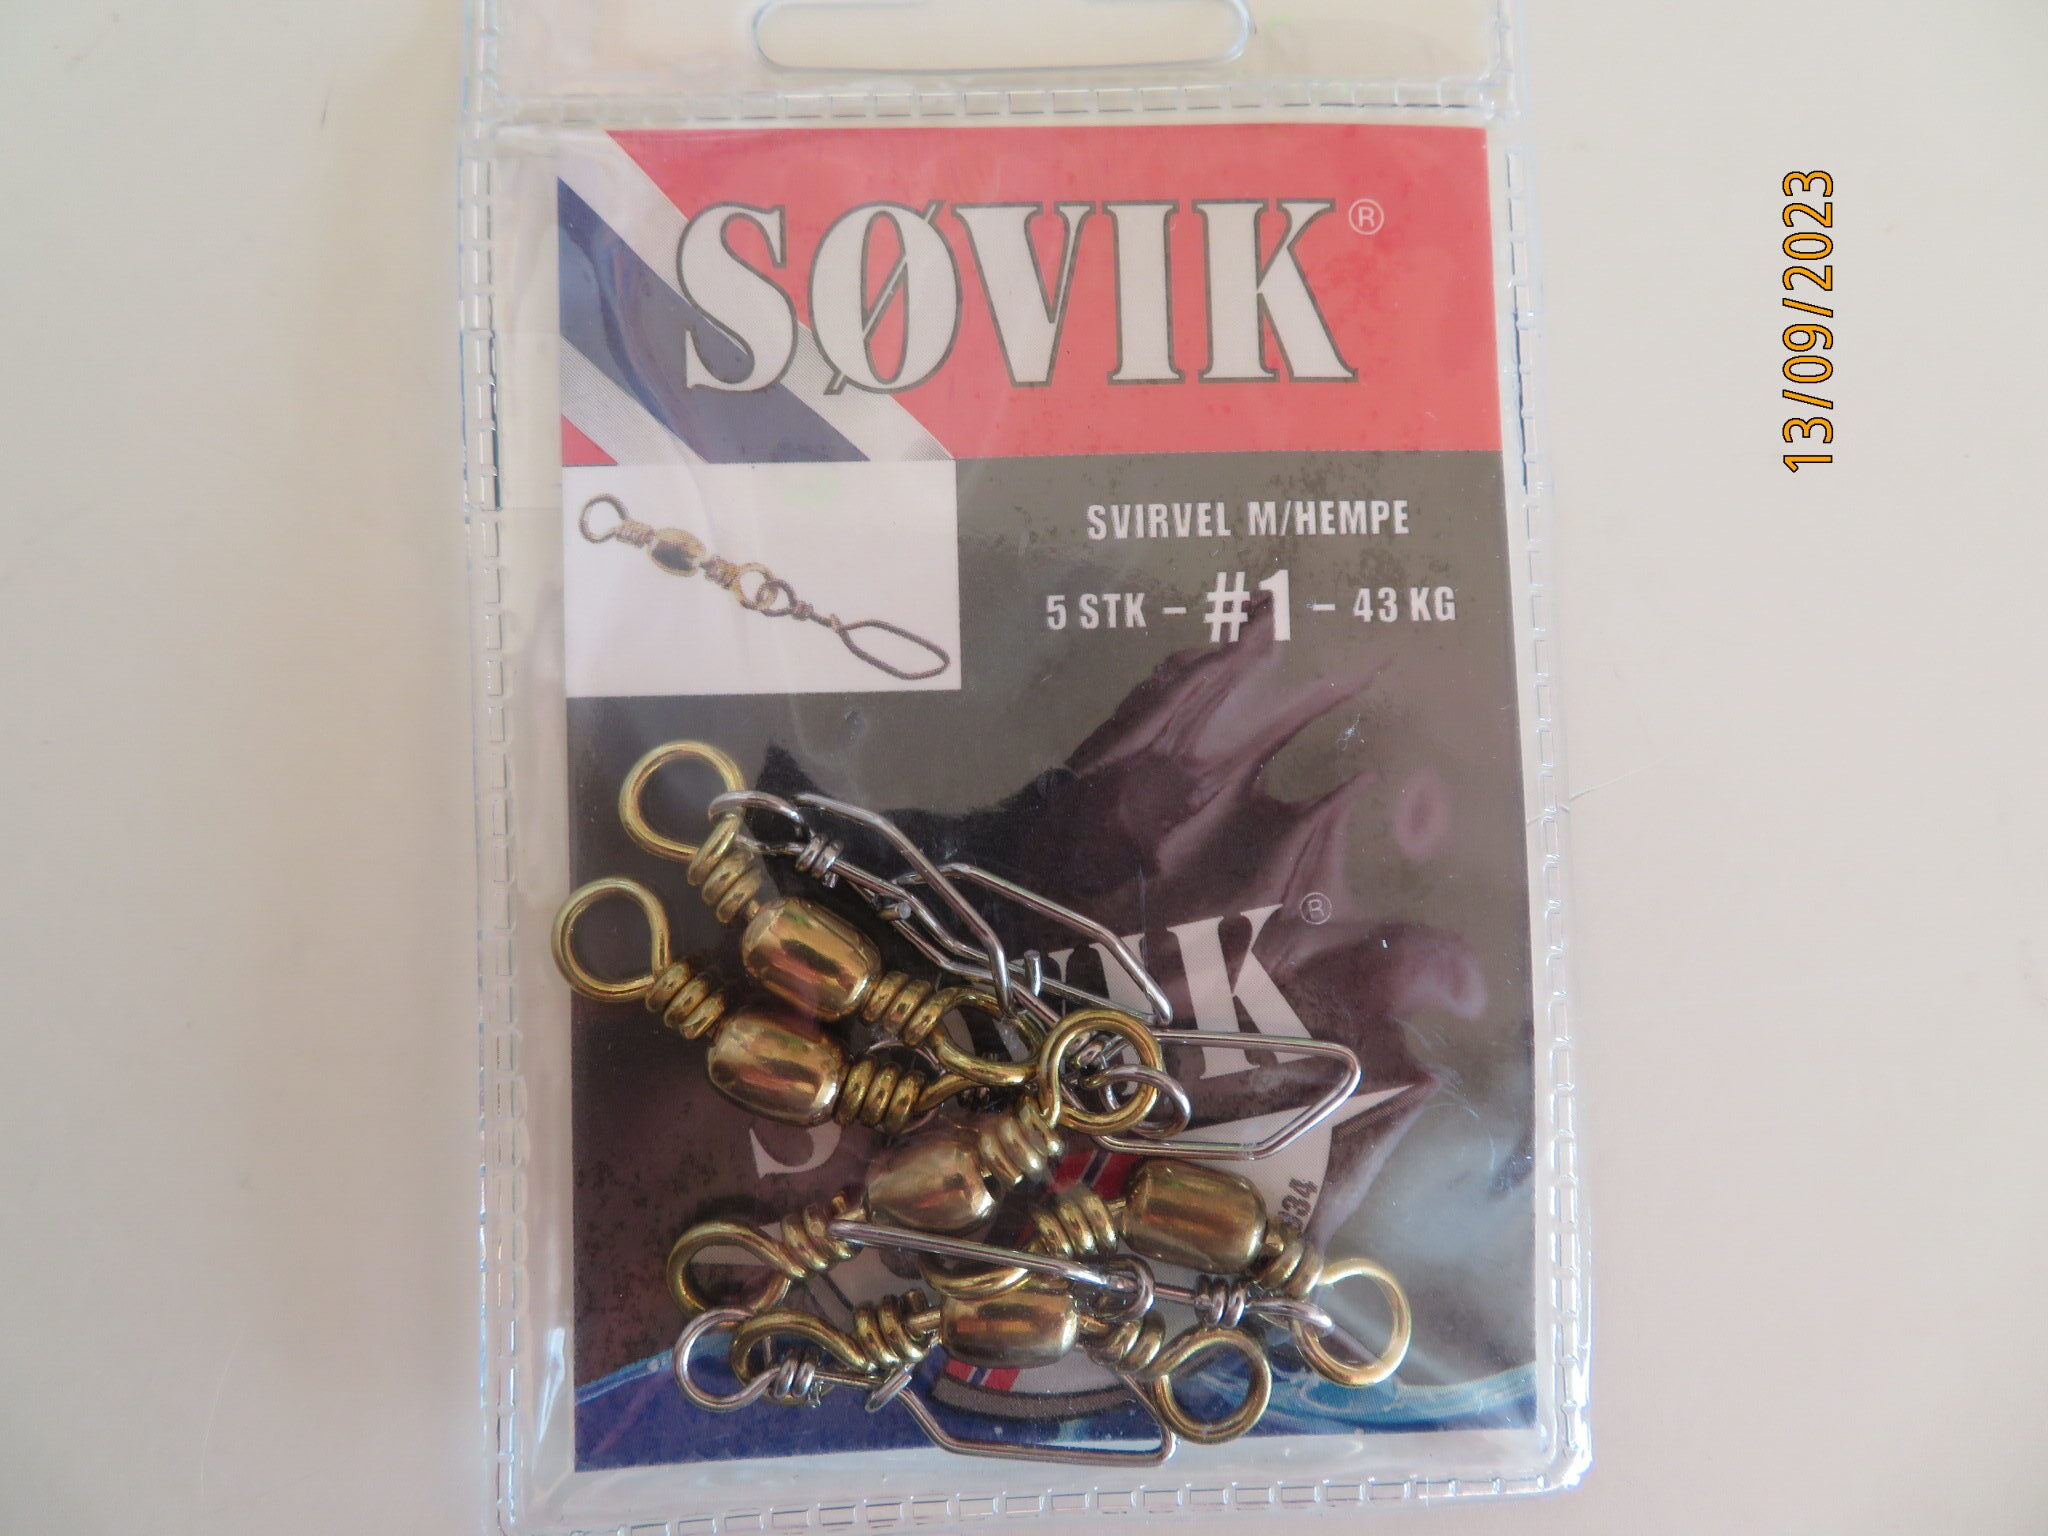 SØVIK®
SVIRVEL M/HEMPE
5 STK - #1 - 43 KG
®
13/09/2023